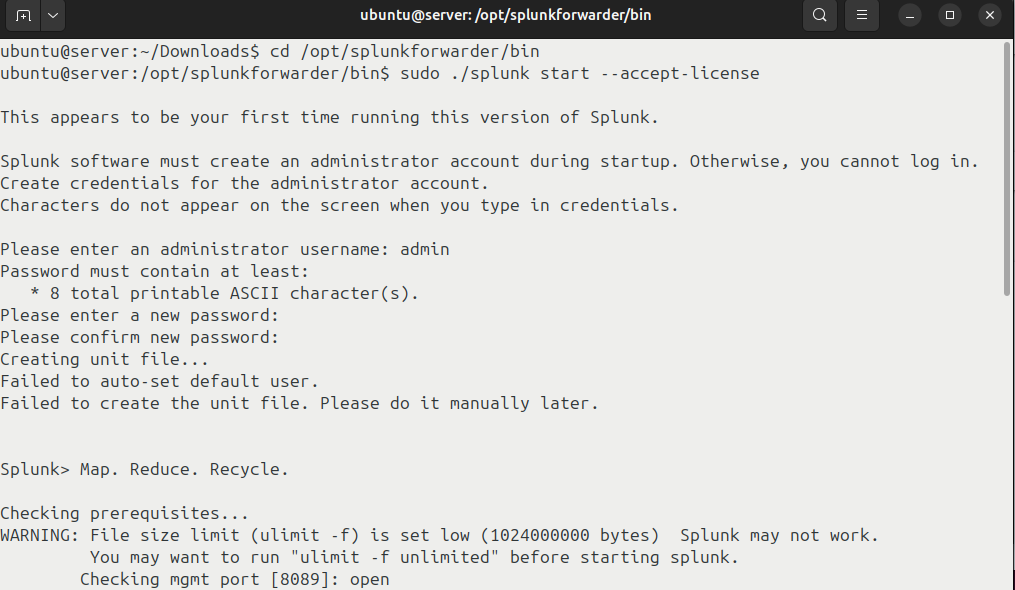 ubuntu@server: /opt/splunkforwarder/bin
ubuntu@server:~/Downloads$ cd /opt/splunkforwarder/bin
ubuntu@server:/opt/splunkforwarder/bin$ sudo ./splunk start --accept-license
This appears to be your first time running this version of Splunk.
Splunk software must create an administrator account during startup. Otherwise, you cannot log in.
Create credentials for the administrator account.
Characters do not appear on the screen when you type in credentials.
Please enter an administrator username: admin
Password must contain at least:
   * 8 total printable ASCII character(s).
Please enter a new password:
Please confirm new password:
Creating unit file...
Failed to auto-set default user.
Failed to create the unit file. Please do it manually later.
Splunk> Map. Reduce. Recycle.
Checking prerequisites...
WARNING: File size limit (ulimit -f) is set low (1024000000 bytes)  Splunk may not work.
         You may want to run "ulimit -f unlimited" before starting splunk.
        Checking mgmt port [8089]: open